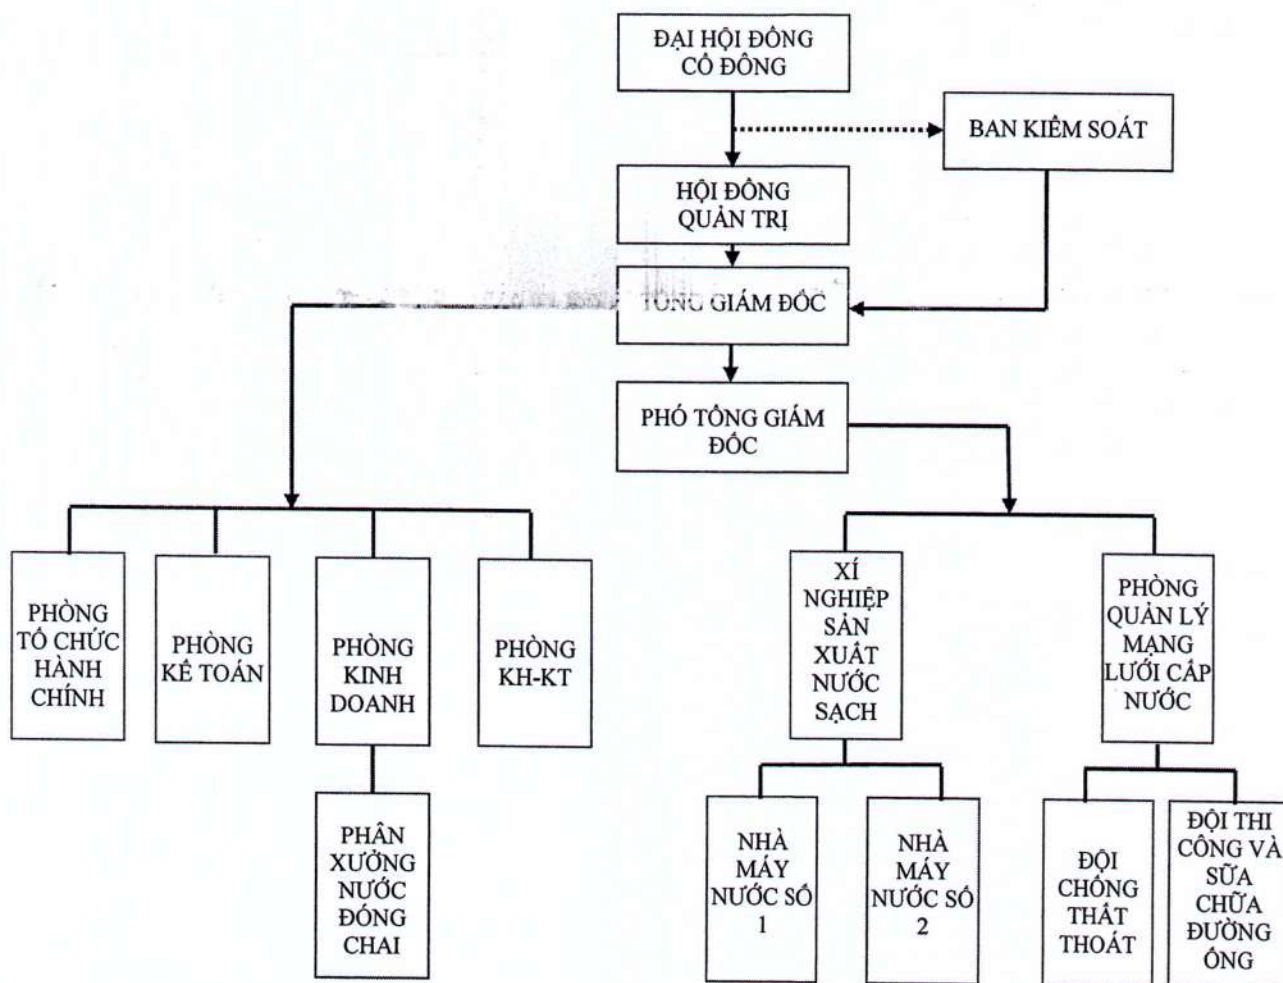 ĐẠI HỘI ĐỒNG
CỔ ĐÔNG
BAN KIỂM SOÁT
HỘI ĐỒNG
QUẢN TRỊ
TỔNG GIÁM ĐỐC
PHÓ TỔNG GIÁM
ĐỐC
PHÒNG
TỔ CHỨC
HÀNH
CHÍNH
PHÒNG
KẾ TOÁN
PHÒNG
KINH
DOANH
PHÒNG
KH-KT
XÍ
NGHIỆP
SẢN
XUẤT
NƯỚC
SẠCH
PHÒNG
QUẢN LÝ
MẠNG
LƯỚI CẤP
NƯỚC
PHÂN
XƯỞNG
NƯỚC
ĐÓNG
CHAI
NHÀ
MÁY
NƯỚC SỐ
1
NHÀ
MÁY
NƯỚC SỐ
2
ĐỘI
CHỐNG
THẤT
THOÁT
ĐỘI THI
CÔNG VÀ
SỮA
CHỮA
ĐƯỜNG
ỐNG